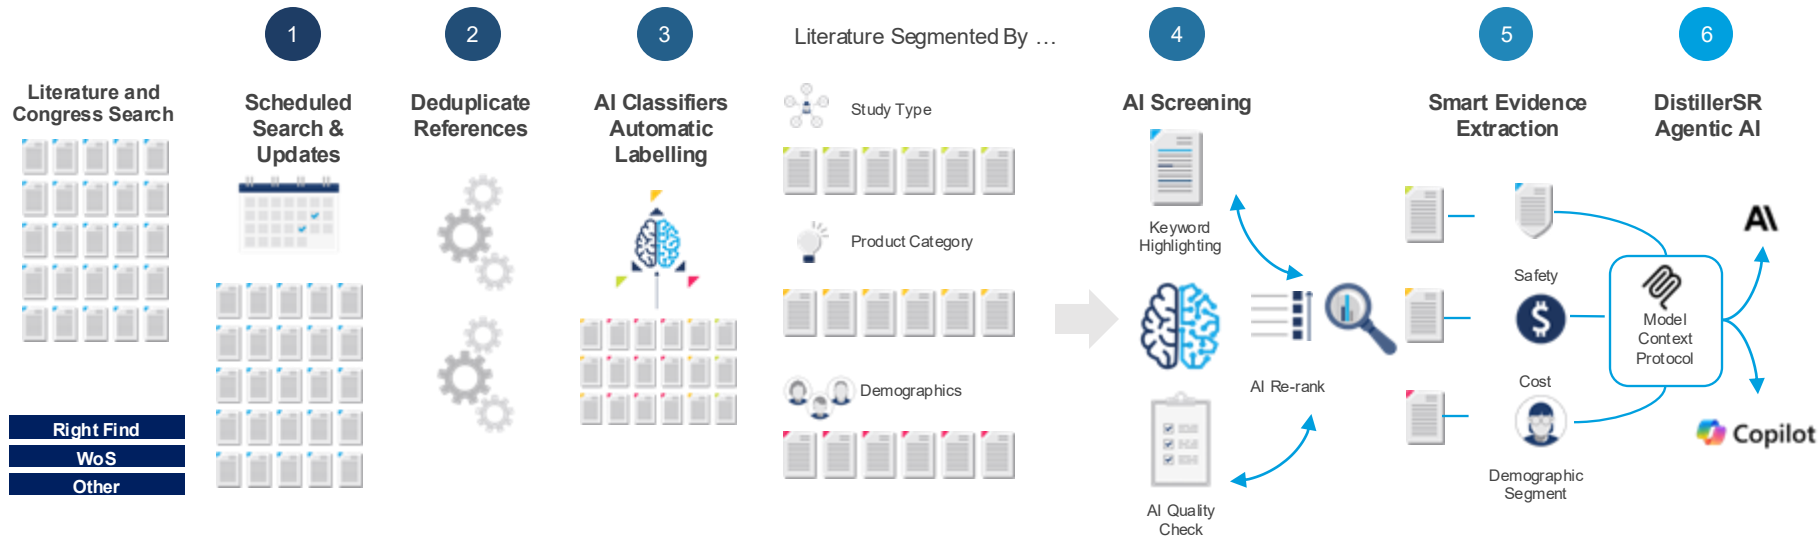 1
2
3
Literature Segmented By …
4
5
6
Literature and
Congress Search
Scheduled
Search &
Updates
Deduplicate
References
AI Classifiers
Automatic
Labelling
Study Type
Product Category
Demographics
AI Screening
Keyword
Highlighting
AI Re-rank
AI Quality
Check
Smart Evidence
Extraction
Safety
$
Cost
Demographic
Segment
DistillerSR
Agentic AI
Model
Context
Protocol
A\
Copilot
Right Find
WoS
Other